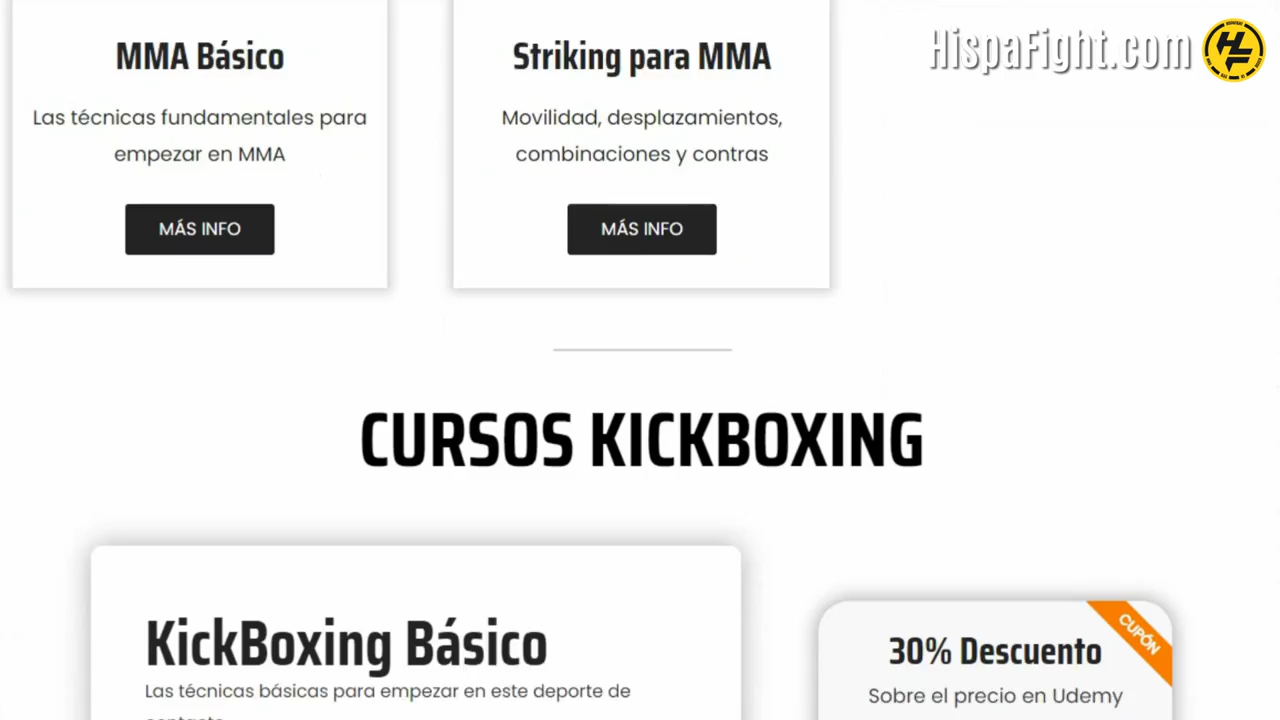 HispaFight.com
MMA Básico
Las técnicas fundamentales para
empezar en MMA
MÁS INFO
Striking para MMA
Movilidad, desplazamientos,
combinaciones y contras
MÁS INFO
CURSOS KICKBOXING
KickBoxing Básico
Las técnicas básicas para empezar en este deporte de
CUPÓN
30% Descuento
Sobre el precio en Udemy